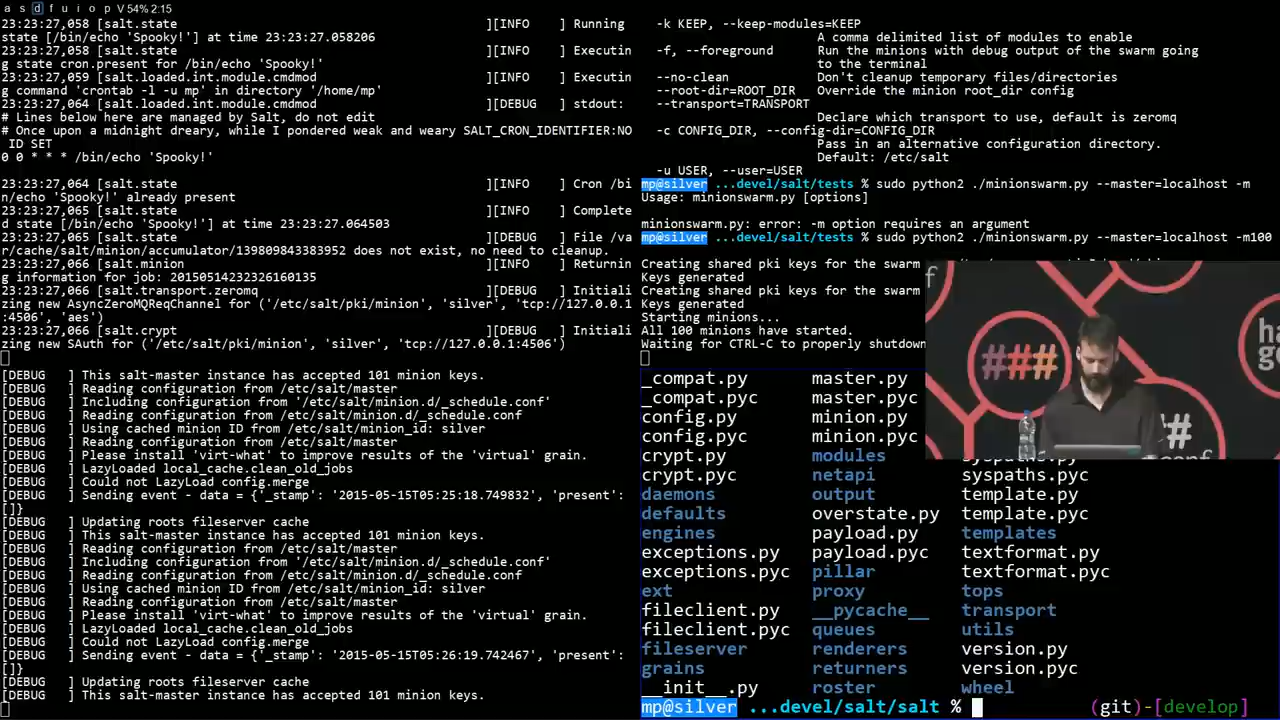 a s d f u i o p V 54% 2:15
23:23:27,058 [salt.state ][INFO ] Running
state [/bin/echo 'Spooky!'] at time 23:23:27.058206
23:23:27,058 [salt.state ][INFO ] Executin
g state cron.present for /bin/echo 'Spooky!'
23:23:27,059 [salt.loaded.int.module.cmdmod ][INFO ] Executin
g command 'crontab -l -u mp' in directory '/home/mp'
23:23:27,064 [salt.loaded.int.module.cmdmod ][DEBUG ] stdout:
# Lines below here are managed by Salt, do not edit
# Once upon a midnight dreary, while I pondered weak and weary SALT_CRON_IDENTIFIER:NO
ID SET
0 0 * * * /bin/echo 'Spooky!'
23:23:27,064 [salt.state ][INFO ] Cron /bi
n/echo 'Spooky!' already present
23:23:27,065 [salt.state ][INFO ] Complete
d state [/bin/echo 'Spooky!'] at time 23:23:27.064503
23:23:27,065 [salt.state ][DEBUG ] File /va
r/cache/salt/minion/accumulator/139809843383952 does not exist, no need to cleanup.
23:23:27,066 [salt.minion ][INFO ] Returnin
g information for job: 20150514232326160135
23:23:27,066 [salt.transport.zeromq ][DEBUG ] Initiali
zing new AsyncZeroMQReqChannel for ('/etc/salt/pki/minion', 'silver', 'tcp://127.0.0.1
:4506', 'aes')
23:23:27,066 [salt.crypt ][DEBUG ] Initiali
zing new SAuth for ('/etc/salt/pki/minion', 'silver', 'tcp://127.0.0.1:4506')
-k KEEP, --keep-modules=KEEP
A comma delimited list of modules to enable
-f, --foreground Run the minions with debug output of the swarm going
to the terminal
--no-clean Don't cleanup temporary files/directories
--root-dir=ROOT_DIR Override the minion root_dir config
--transport=TRANSPORT
Declare which transport to use, default is zeromq
-c CONFIG_DIR, --config-dir=CONFIG_DIR
Pass in an alternative configuration directory.
Default: /etc/salt
-u USER, --user=USER
mp@silver ...devel/salt/tests % sudo python2 ./minionswarm.py --master=localhost -m
Usage: minionswarm.py [options]
minionswarm.py: error: -m option requires an argument
mp@silver ...devel/salt/tests % sudo python2 ./minionswarm.py --master=localhost -m100
Creating shared pki keys for the swarm
Keys generated
Creating shared pki keys for the swarm
Keys generated
Starting minions...
All 100 minions have started.
Waiting for CTRL-C to properly shutdown
[DEBUG ] This salt-master instance has accepted 101 minion keys.
[DEBUG ] Reading configuration from /etc/salt/master
[DEBUG ] Including configuration from '/etc/salt/minion.d/_schedule.conf'
[DEBUG ] Reading configuration from /etc/salt/minion.d/_schedule.conf
[DEBUG ] Using cached minion ID from /etc/salt/minion_id: silver
[DEBUG ] Reading configuration from /etc/salt/master
[DEBUG ] Please install 'virt-what' to improve results of the 'virtual' grain.
[DEBUG ] LazyLoaded local_cache.clean_old_jobs
[DEBUG ] Could not LazyLoad config.merge
[DEBUG ] Sending event - data = {'_stamp': '2015-05-15T05:25:18.749832', 'present':
[]}
[DEBUG ] Updating roots fileserver cache
[DEBUG ] This salt-master instance has accepted 101 minion keys.
[DEBUG ] Reading configuration from /etc/salt/master
[DEBUG ] Including configuration from '/etc/salt/minion.d/_schedule.conf'
[DEBUG ] Reading configuration from /etc/salt/minion.d/_schedule.conf
[DEBUG ] Using cached minion ID from /etc/salt/minion_id: silver
[DEBUG ] Reading configuration from /etc/salt/master
[DEBUG ] Please install 'virt-what' to improve results of the 'virtual' grain.
[DEBUG ] LazyLoaded local_cache.clean_old_jobs
[DEBUG ] Could not LazyLoad config.merge
[DEBUG ] Sending event - data = {'_stamp': '2015-05-15T05:26:19.742467', 'present':
[]}
[DEBUG ] Updating roots fileserver cache
[DEBUG ] This salt-master instance has accepted 101 minion keys.
_compat.py master.py
_compat.pyc master.pyc
config.py minion.py
config.pyc minion.pyc
crypt.py modules
crypt.pyc netapi syspaths.pyc
daemons output template.py
defaults overstate.py template.pyc
engines payload.py templates
exceptions.py payload.pyc textformat.py
exceptions.pyc pillar textformat.pyc
ext proxy tops
fileclient.py __pycache__ transport
fileclient.pyc queues utils
fileserver renderers version.py
grains returners version.pyc
__init__.py roster wheel
mp@silver ...devel/salt/salt % (git)-[develop]
###
#